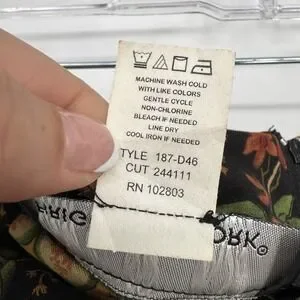 MACHINE WASH COLD
WITH LIKE COLORS
GENTLE CYCLE
NON-CHLORINE
BLEACH IF NEEDED
LINE DRY
COOL IRON IF NEEDED
TYLE 187-D46
CUT 244111
RN 102803